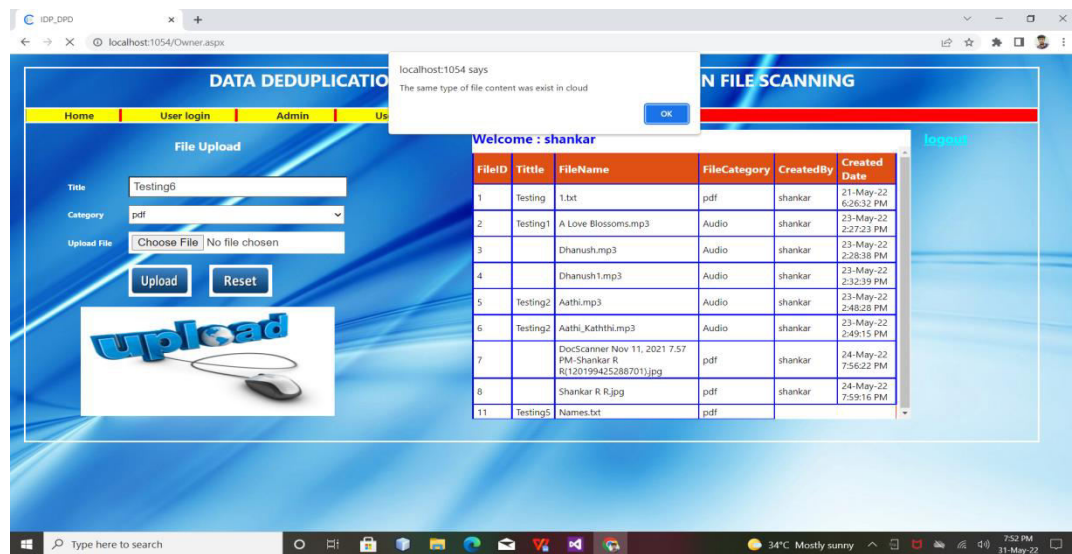 IDP_DPD
localhost:1054/Owner.aspx
localhost:1054 says
The same type of file content was exist in cloud
OK
DATA DEDUPLICATIO
N FILE SCANNING
Home User login Admin Us
File Upload
Title Testing6
Category pdf
Upload File Choose File No file chosen
Upload Reset
upload
Welcome : shankar
logout
FileID Tittle FileName FileCategory CreatedBy Created Date
1 Testing 1.txt pdf shankar 21-May-22 6:26:32 PM
2 Testing1 A Love Blossoms.mp3 Audio shankar 23-May-22 2:27:23 PM
3 Dhanush.mp3 Audio shankar 23-May-22 2:28:38 PM
4 Dhanush1.mp3 Audio shankar 23-May-22 2:32:39 PM
5 Testing2 Aathi.mp3 Audio shankar 23-May-22 2:48:28 PM
6 Testing2 Aathi_Kaththi.mp3 Audio shankar 23-May-22 2:49:15 PM
7 DocScanner Nov 11, 2021 7.57 PM-Shankar R R(120199425288701).jpg pdf shankar 24-May-22 7:56:22 PM
8 Shankar R R.jpg pdf shankar 24-May-22 7:59:16 PM
11 Testing5 Names.txt pdf
Type here to search
34°C Mostly sunny
7:52 PM
31-May-22